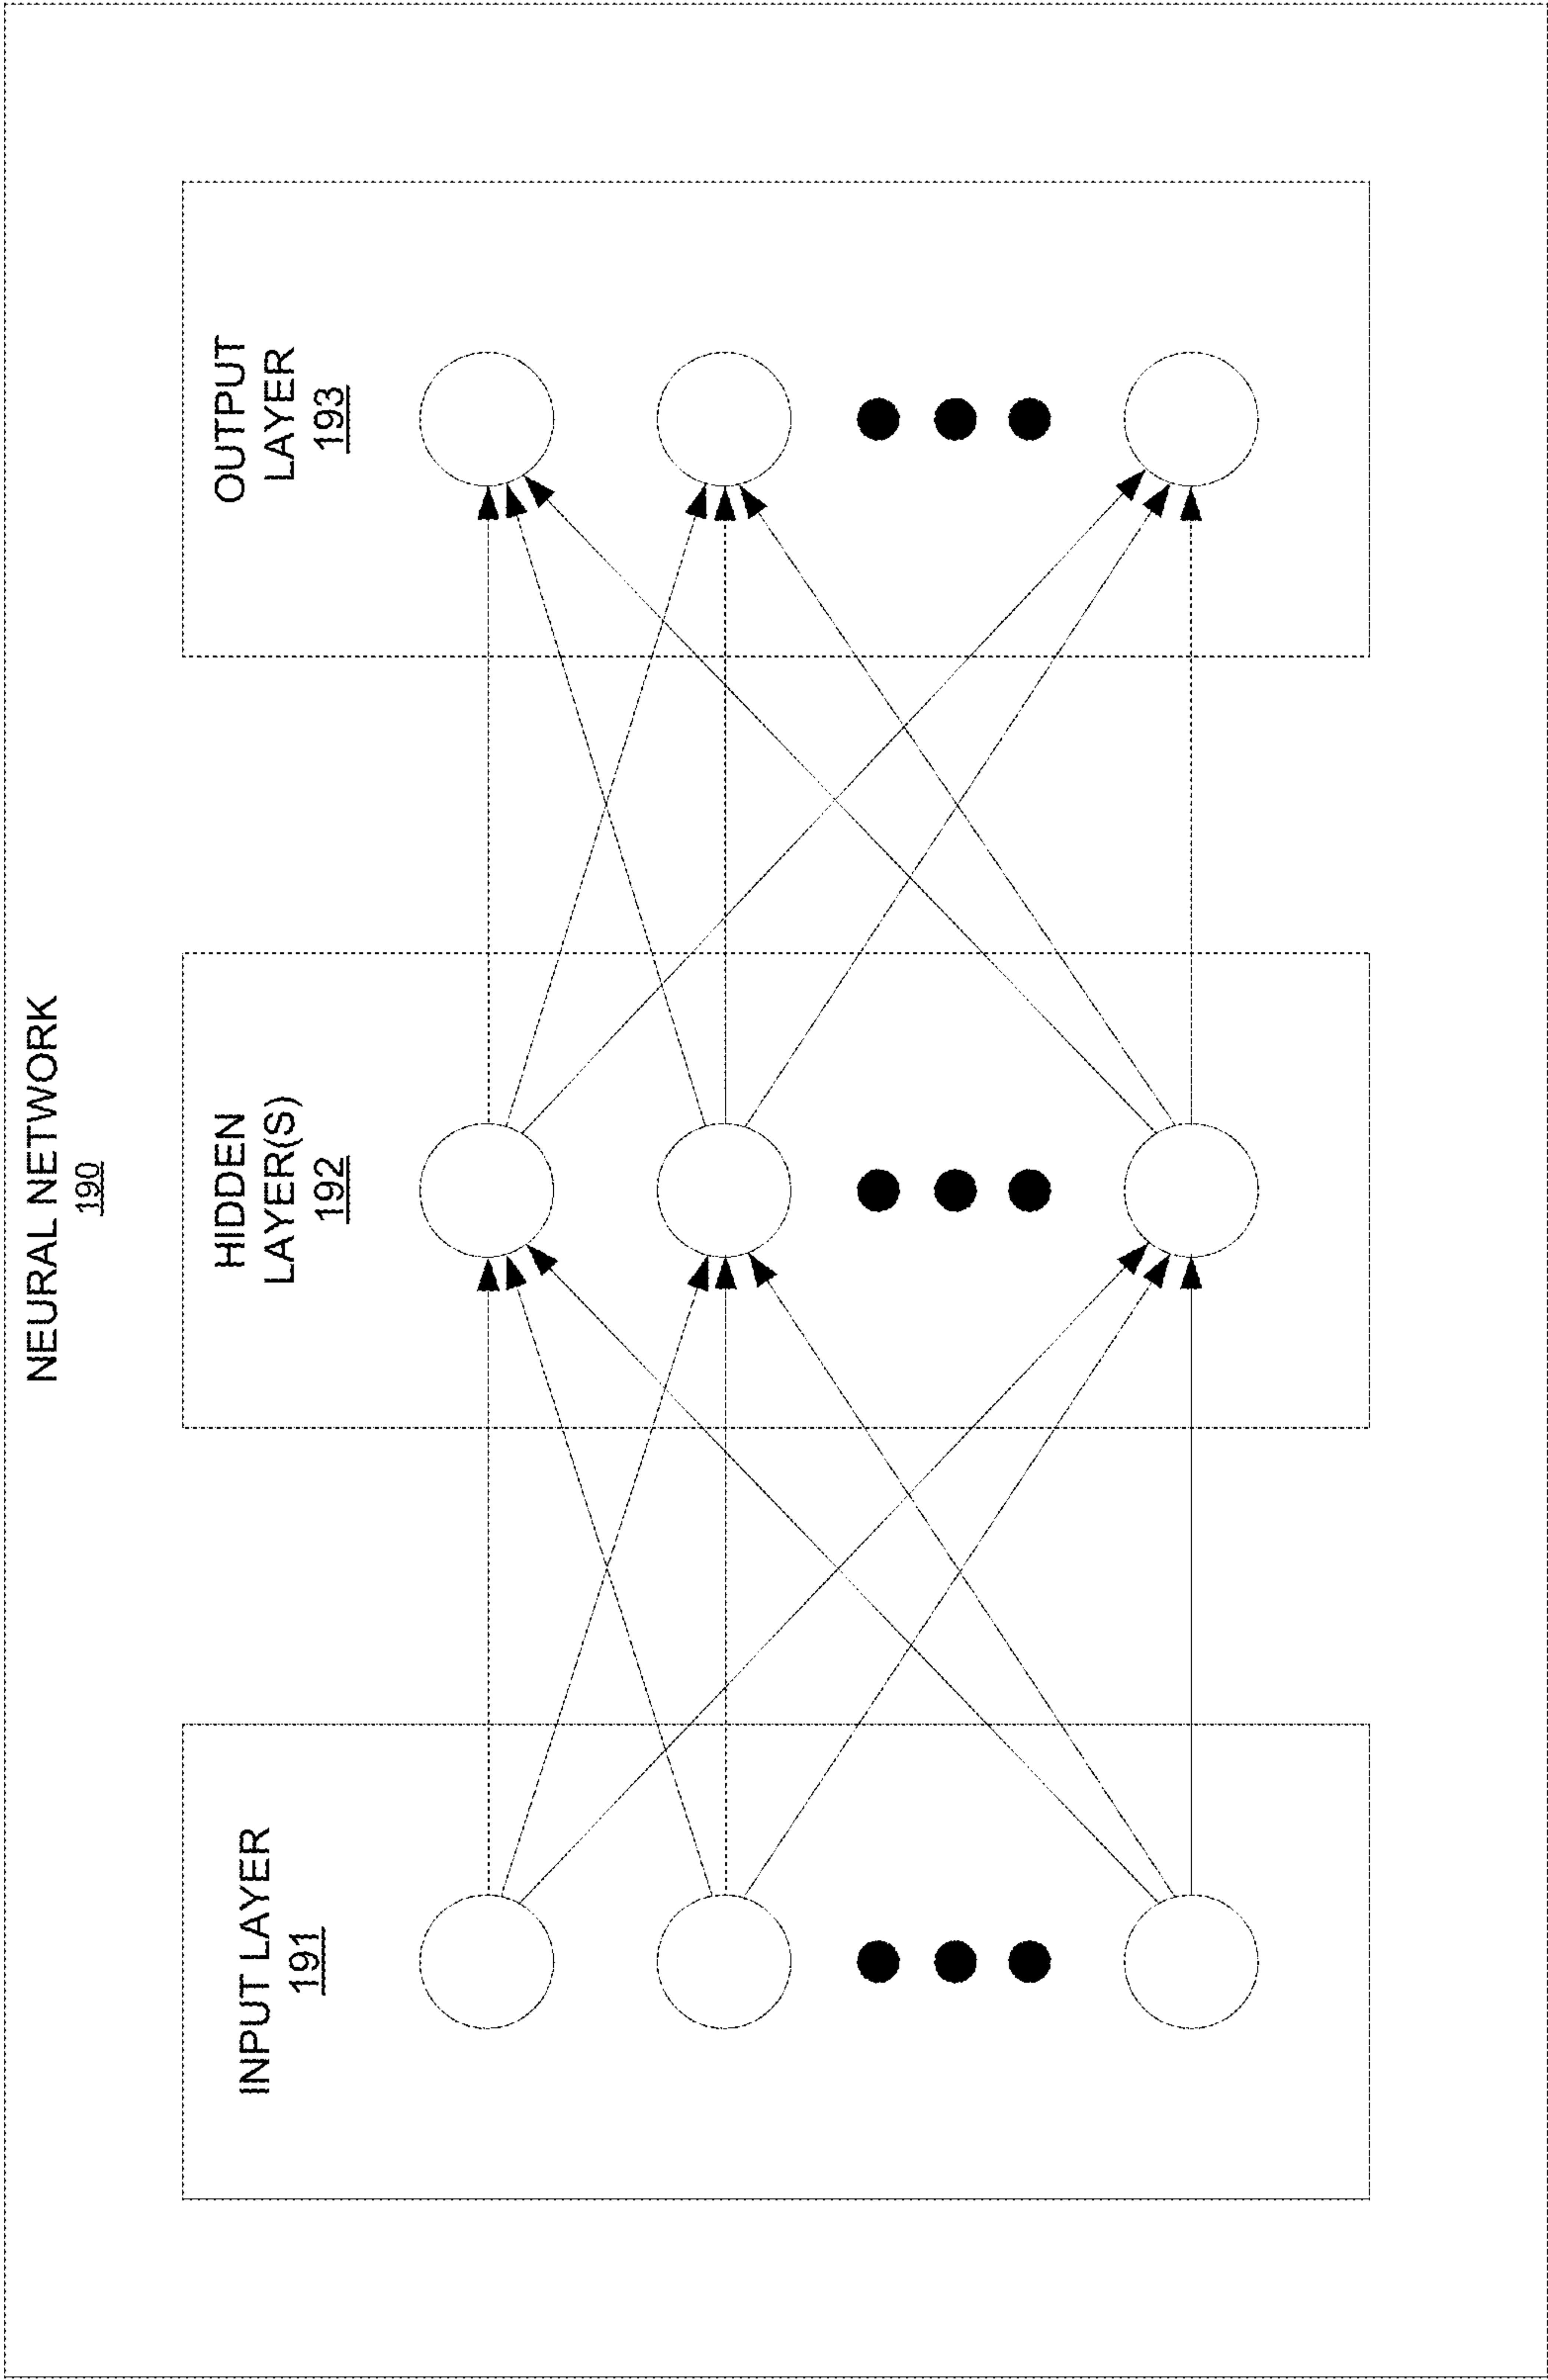 NEURAL NETWORK
190
INPUT LAYER
191
HIDDEN
LAYER(S)
192
OUTPUT
LAYER
193